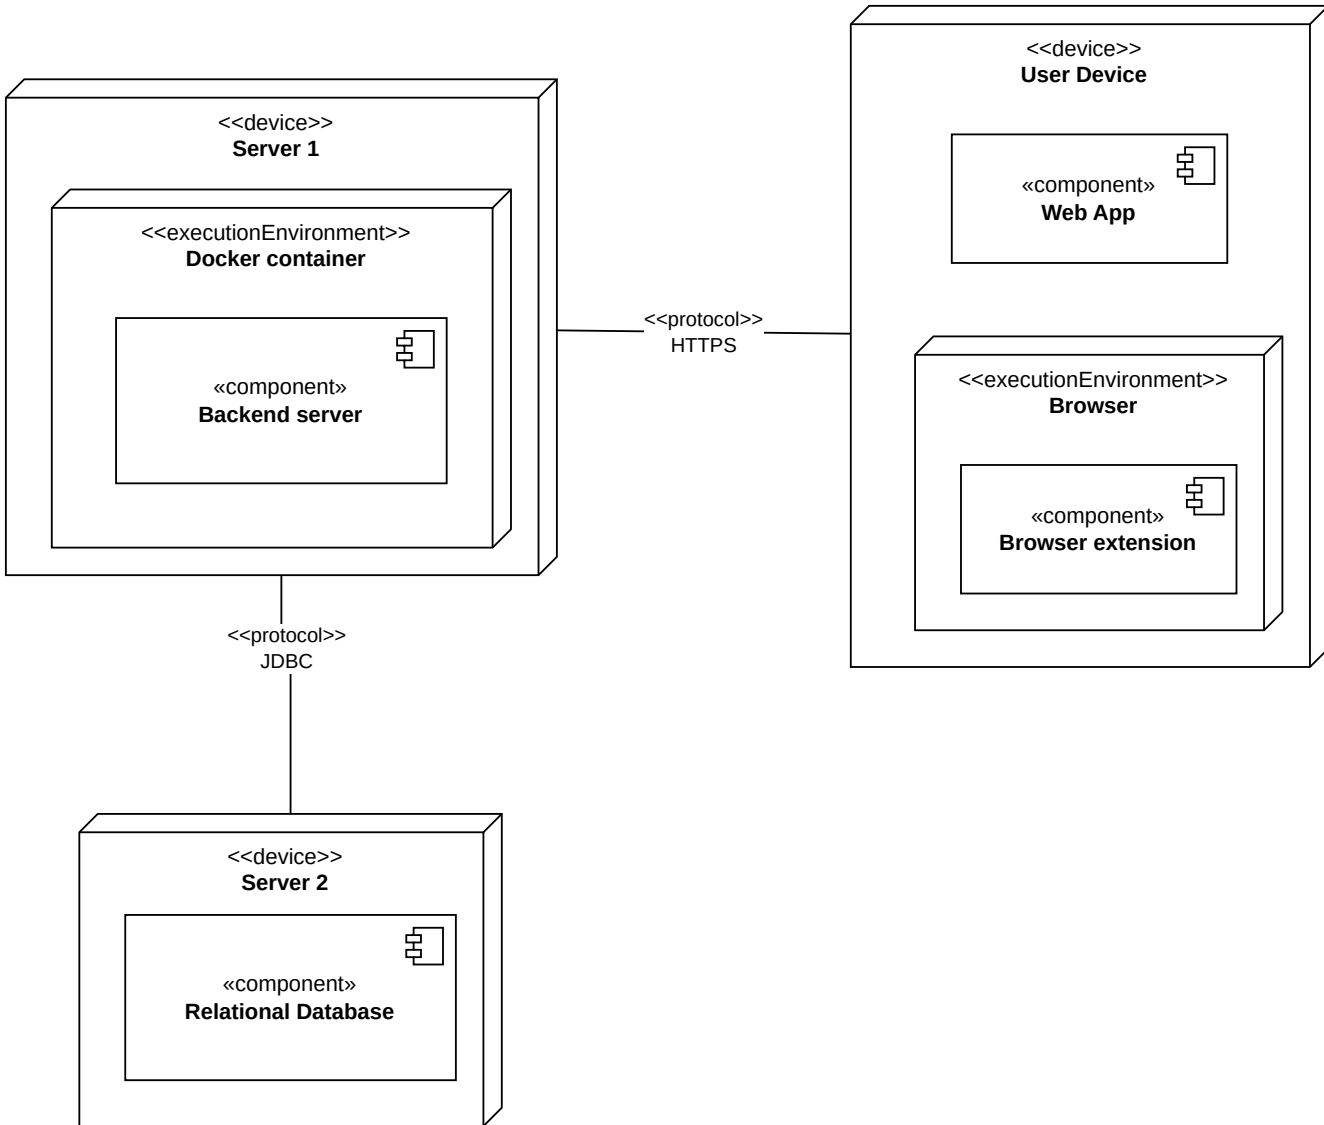 <<device>>
User Device
«component»
Web App
<<executionEnvironment>>
Browser
«component»
Browser extension
<<device>>
Server 1
<<executionEnvironment>>
Docker container
«component»
Backend server
<<protocol>>
HTTPS
<<protocol>>
JDBC
<<device>>
Server 2
«component»
Relational Database